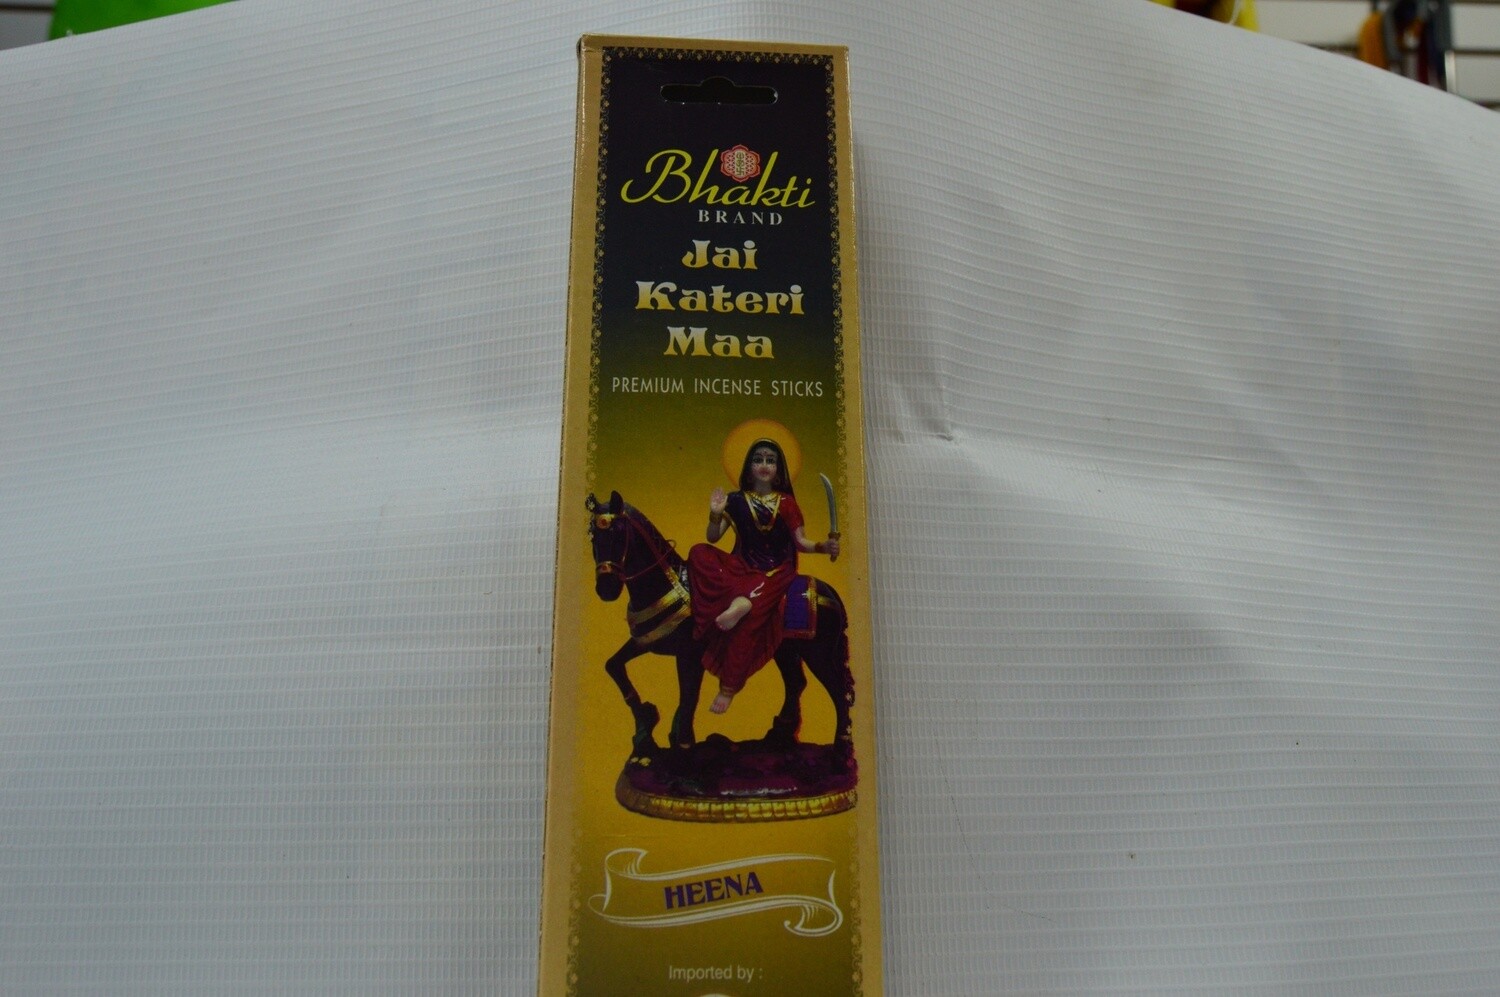 Bhakti
BRAND
Jai
Kateri
Maa
PREMIUM INCENSE STICKS
HEENA
Imported by :